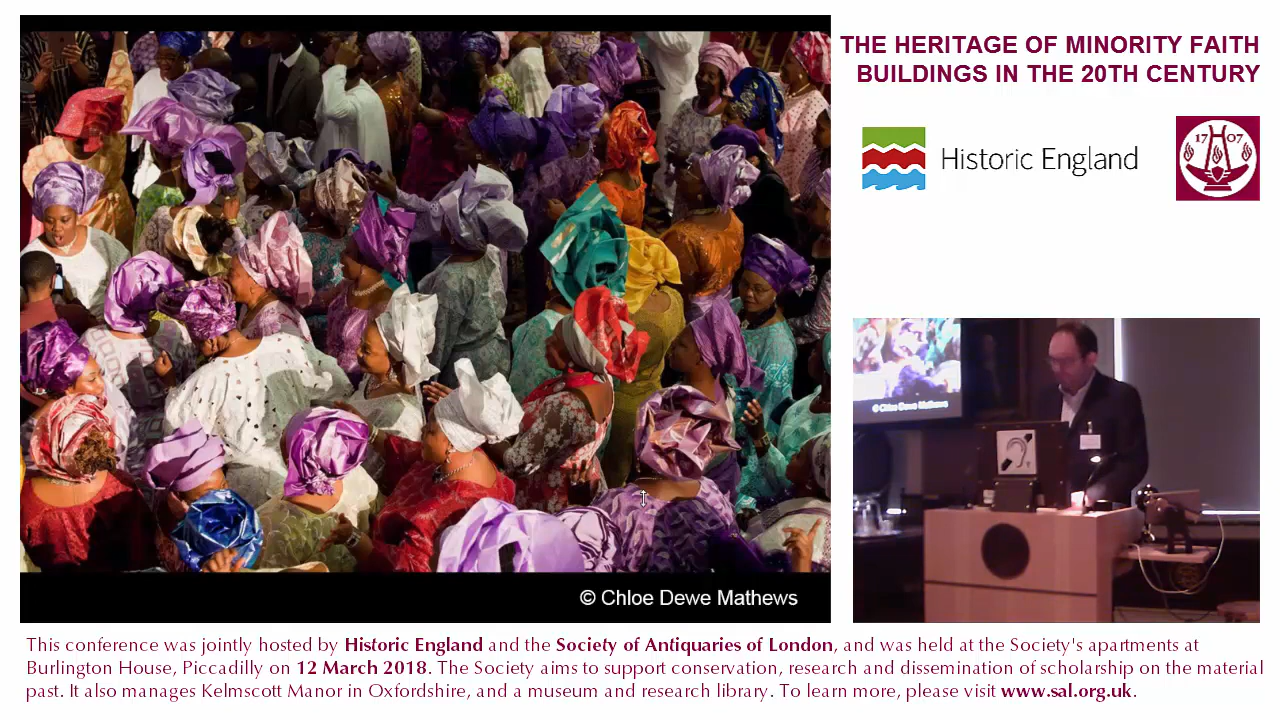 THE HERITAGE OF MINORITY FAITH
BUILDINGS IN THE 20TH CENTURY
Historic England
17 07
© Chloe Dewe Mathews
© Chloe Dewe Mathews
This conference was jointly hosted by Historic England and the Society of Antiquaries of London, and was held at the Society's apartments at
Burlington House, Piccadilly on 12 March 2018. The Society aims to support conservation, research and dissemination of scholarship on the material
past. It also manages Kelmscott Manor in Oxfordshire, and a museum and research library. To learn more, please visit www.sal.org.uk.